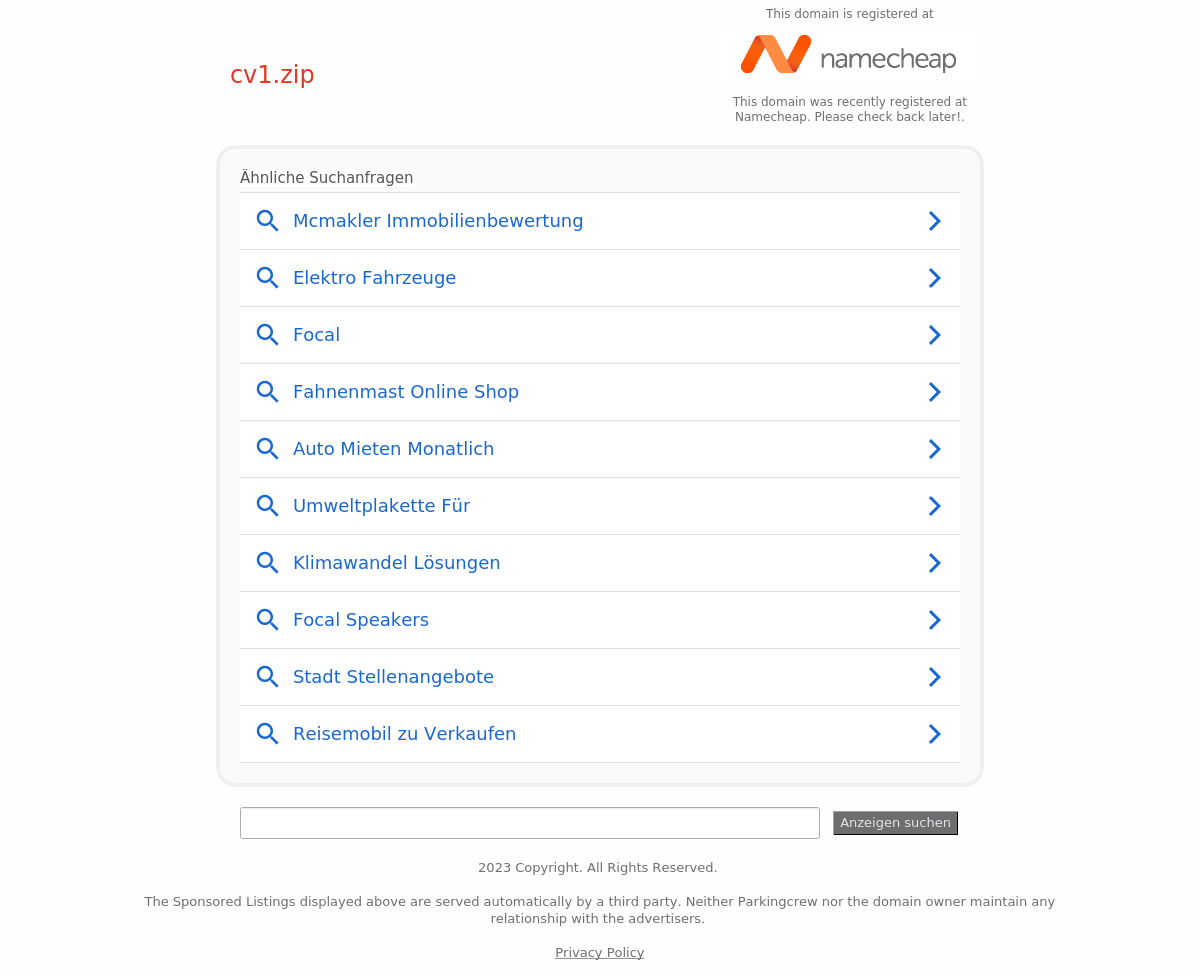 This domain is registered at
namecheap
cv1.zip
This domain was recently registered at
Namecheap. Please check back later!.
Ähnliche Suchanfragen
Mcmakler Immobilienbewertung
Elektro Fahrzeuge
Focal
Fahnenmast Online Shop
Auto Mieten Monatlich
Umweltplakette Für
Klimawandel Lösungen
Focal Speakers
Stadt Stellenangebote
Reisemobil zu Verkaufen
Anzeigen suchen
2023 Copyright. All Rights Reserved.
The Sponsored Listings displayed above are served automatically by a third party. Neither Parkingcrew nor the domain owner maintain any
relationship with the advertisers.
Privacy Policy